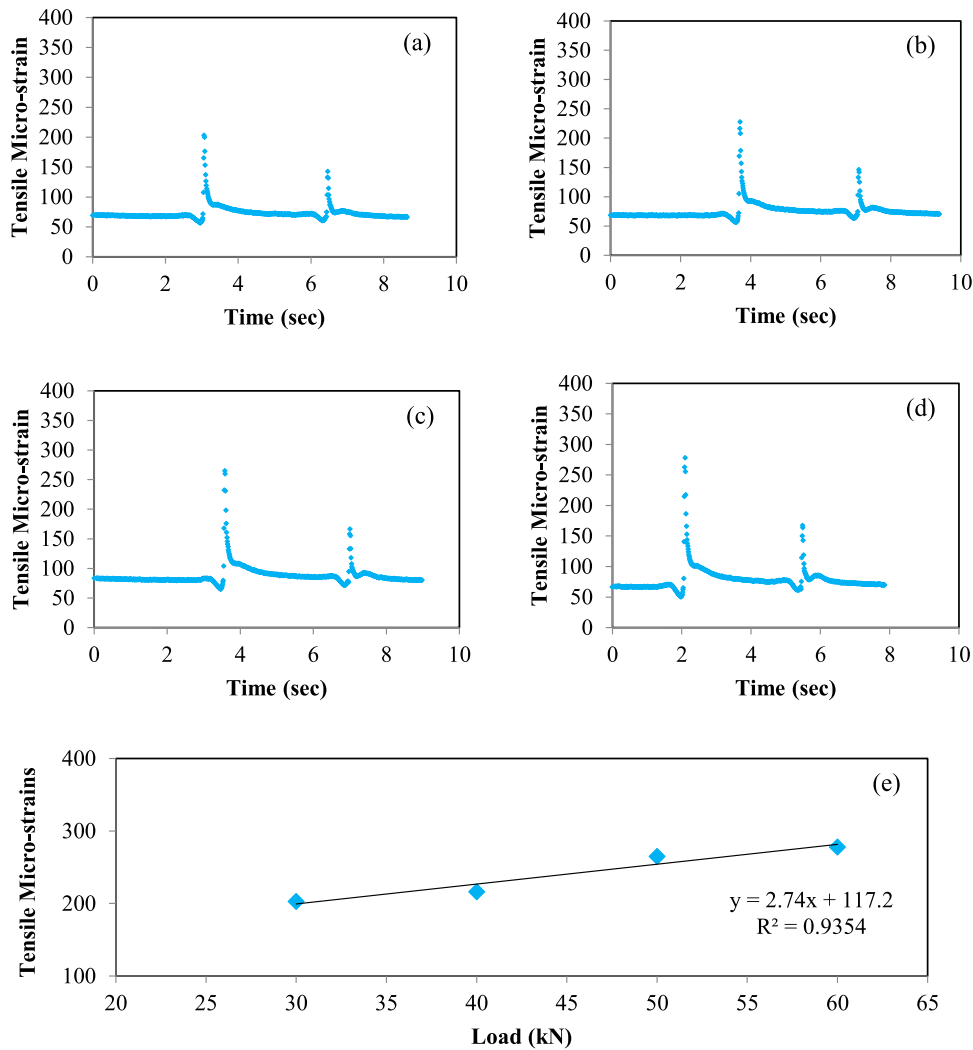 (a)
400
350
300
250
200
150
100
50
0
Tensile Micro-strain
0 2 4 6 8 10
Time (sec)
(b)
400
350
300
250
200
150
100
50
0
Tensile Micro-strain
0 2 4 6 8 10
Time (sec)
(c)
400
350
300
250
200
150
100
50
0
Tensile Micro-strain
0 2 4 6 8 10
Time (sec)
(d)
400
350
300
250
200
150
100
50
0
Tensile Micro-strain
0 2 4 6 8 10
Time (sec)
(e)
400
300
200
100
Tensile Micro-strains
y = 2.74x + 117.2
R² = 0.9354
20 25 30 35 40 45 50 55 60 65
Load (kN)